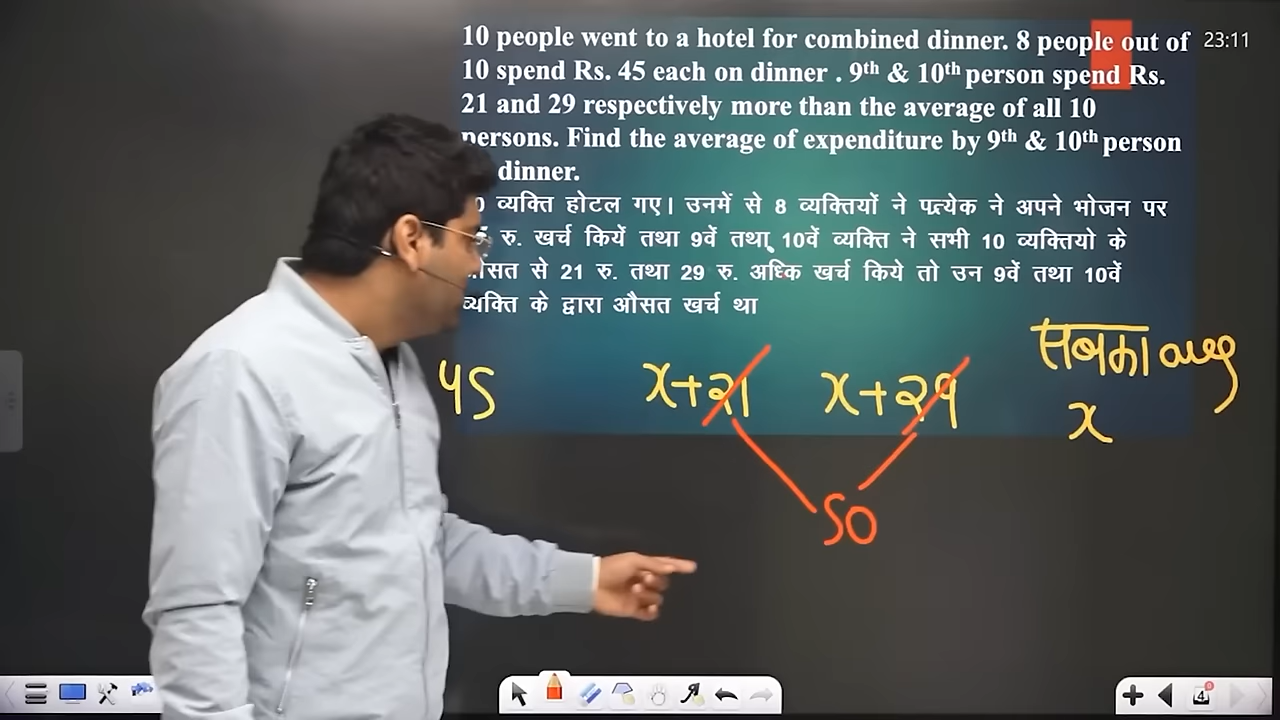 10 people went to a hotel for combined dinner. 8 people out of
23:11
10 spend Rs. 45 each on dinner . 9th & 10th person spend Rs.
21 and 29 respectively more than the average of all 10
persons. Find the average of expenditure by 9th & 10th person
dinner.
व्यक्ति होटल गए। उनमें से 8 व्यक्तियों ने प्रत्येक ने अपने भोजन पर
रु. खर्च कियें तथा 9वें तथा् 10वें व्यक्ति ने सभी 10 व्यक्तियो के
औसत से 21 रु. तथा 29 रु. अधिक खर्च किये तो उन 9वें तथा 10वें
व्यक्ति के द्वारा औसत खर्च था
सबका avg
45 x+21 x+29 x
50
4